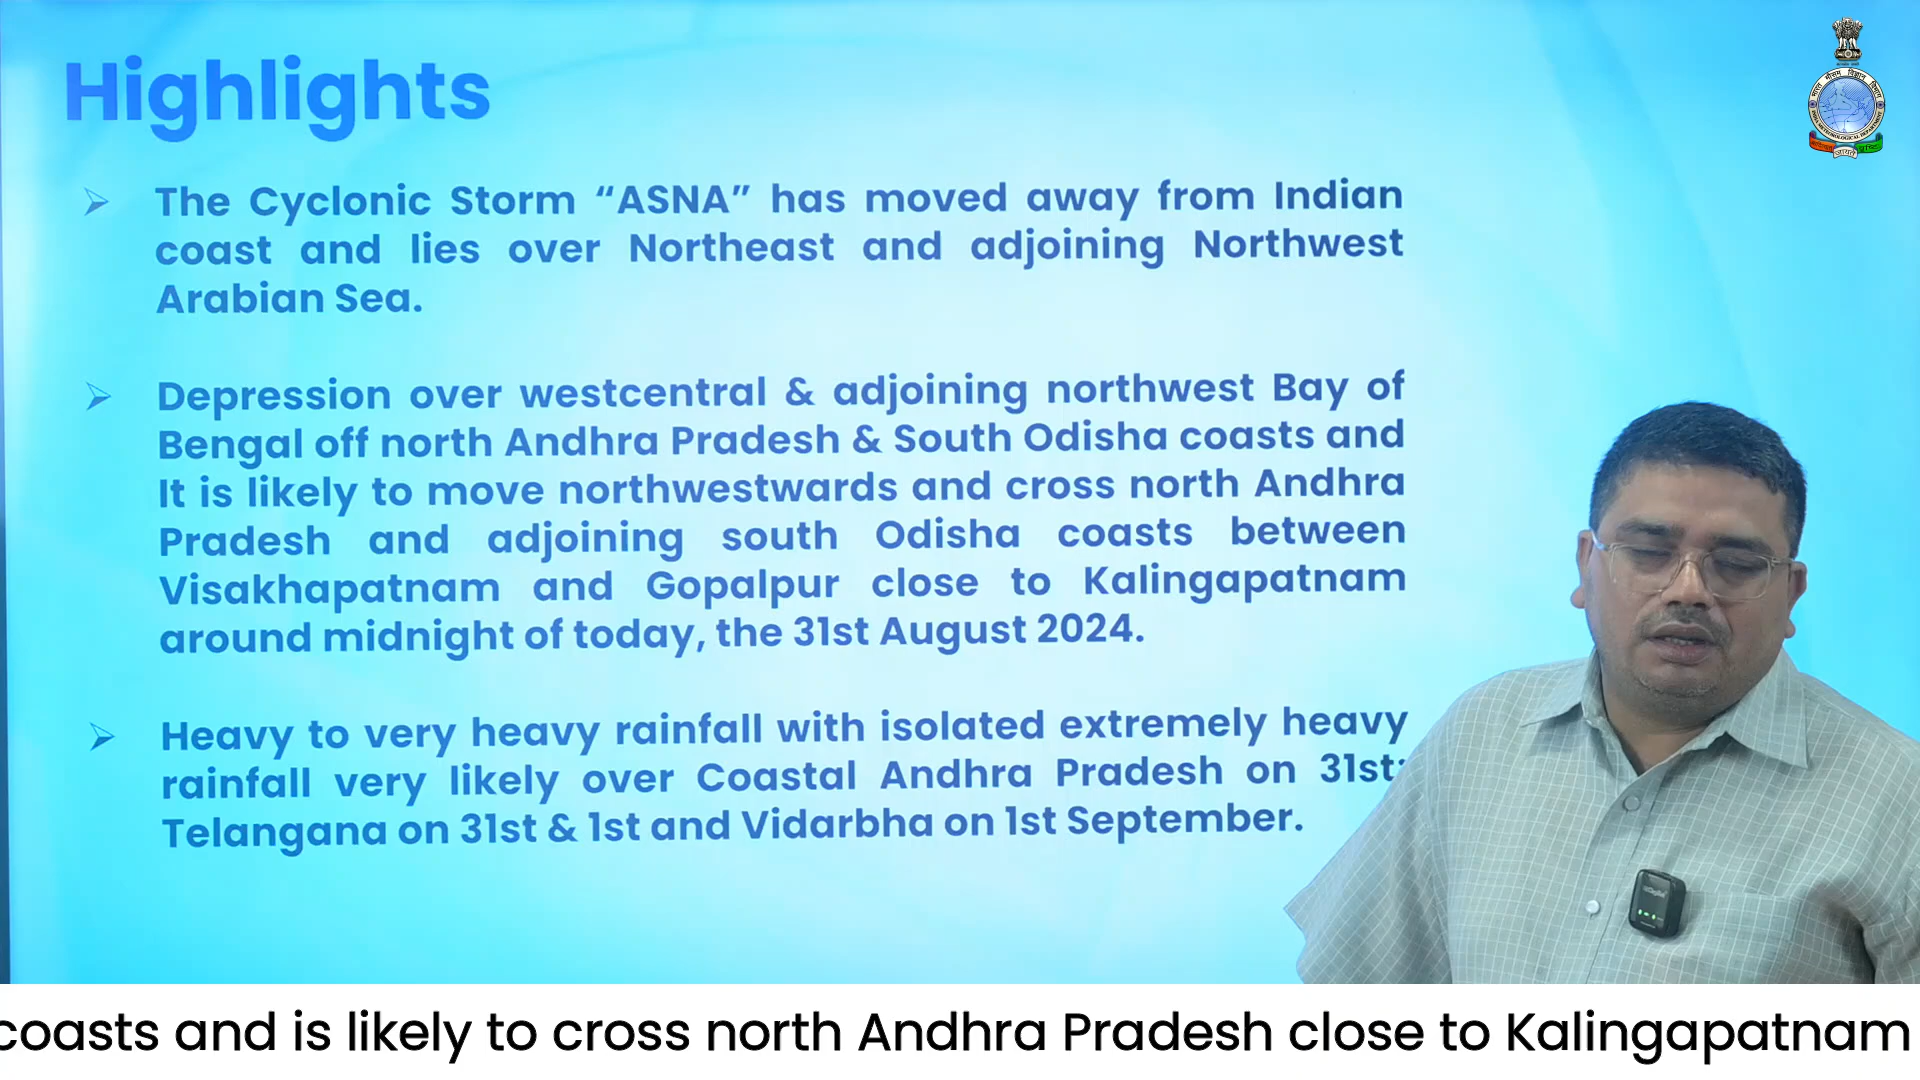 Highlights
The Cyclonic Storm “ASNA” has moved away from Indian
coast and lies over Northeast and adjoining Northwest
Arabian Sea.
Depression over westcentral & adjoining northwest Bay of
Bengal off north Andhra Pradesh & South Odisha coasts and
It is likely to move northwestwards and cross north Andhra
Pradesh and adjoining south Odisha coasts between
Visakhapatnam and Gopalpur close to Kalingapatnam
around midnight of today, the 31st August 2024.
Heavy to very heavy rainfall with isolated extremely heavy
rainfall very likely over Coastal Andhra Pradesh on 31st;
Telangana on 31st & 1st and Vidarbha on 1st September.
भारत मौसम विज्ञान विभाग
INDIA METEOROLOGICAL DEPARTMENT
coasts and is likely to cross north Andhra Pradesh close to Kalingapatnam